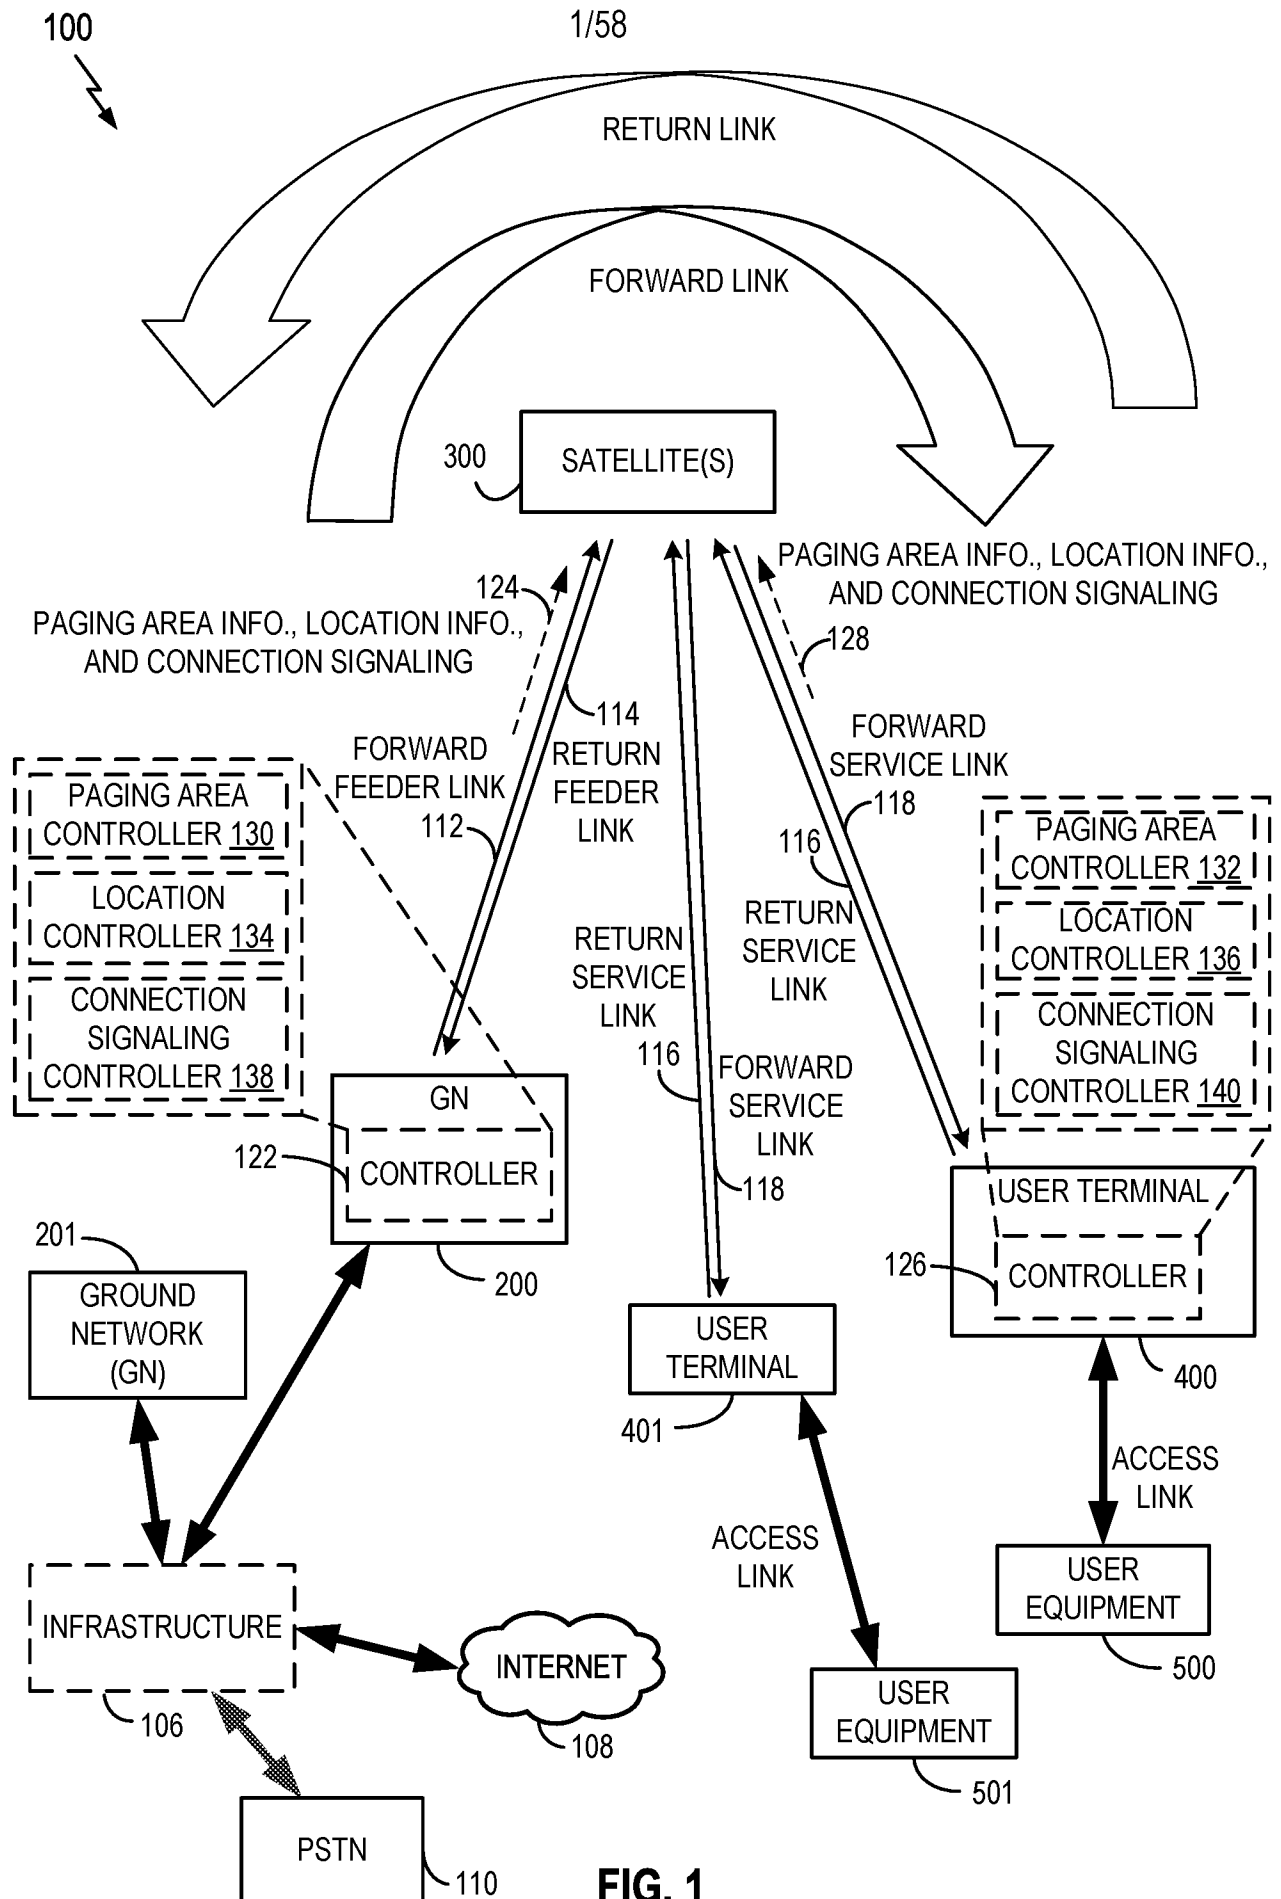 100
1/58
RETURN LINK
FORWARD LINK
300
SATELLITE(S)
PAGING AREA INFO., LOCATION INFO.,
AND CONNECTION SIGNALING
124
PAGING AREA INFO., LOCATION INFO.,
AND CONNECTION SIGNALING
128
114
FORWARD
FEEDER LINK
112
RETURN
FEEDER
LINK
FORWARD
SERVICE LINK
118
116
PAGING AREA
CONTROLLER 130
LOCATION
CONTROLLER 134
CONNECTION
SIGNALING
CONTROLLER 138
PAGING AREA
CONTROLLER 132
LOCATION
CONTROLLER 136
CONNECTION
SIGNALING
CONTROLLER 140
RETURN
SERVICE
LINK
RETURN
SERVICE
LINK
116
FORWARD
SERVICE
LINK
118
GN
CONTROLLER
122
200
USER TERMINAL
CONTROLLER
126
400
201
GROUND
NETWORK
(GN)
USER
TERMINAL
401
ACCESS
LINK
ACCESS
LINK
USER
EQUIPMENT
500
INFRASTRUCTURE
106
INTERNET
108
USER
EQUIPMENT
501
PSTN
110
FIG. 1